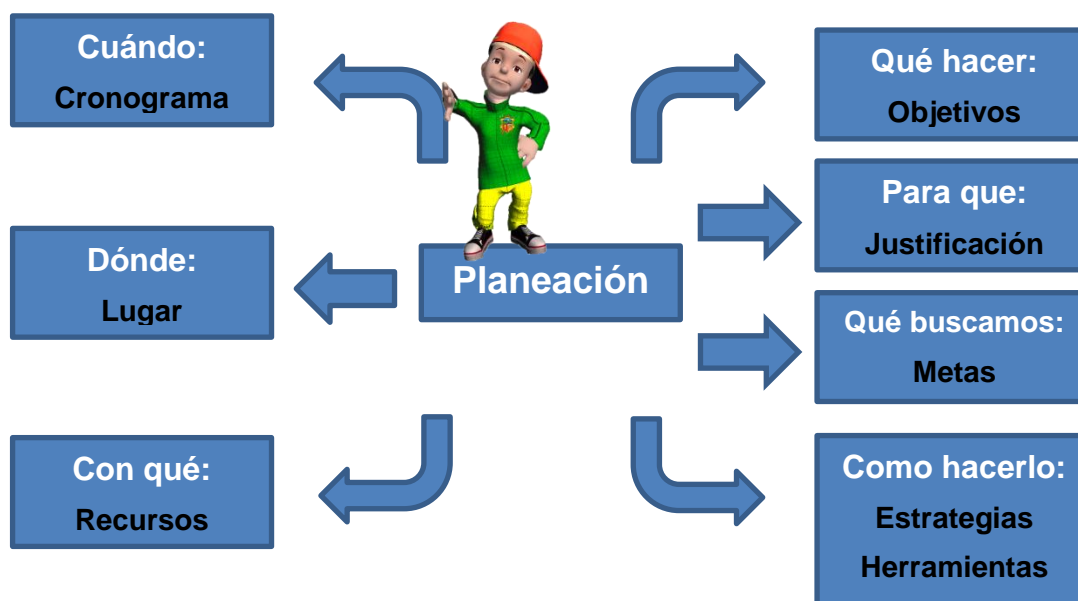 Cuándo:
Cronograma
Qué hacer:
Objetivos
Para que:
Justificación
Dónde:
Lugar
Planeación
Qué buscamos:
Metas
Con qué:
Recursos
Como hacerlo:
Estrategias
Herramientas